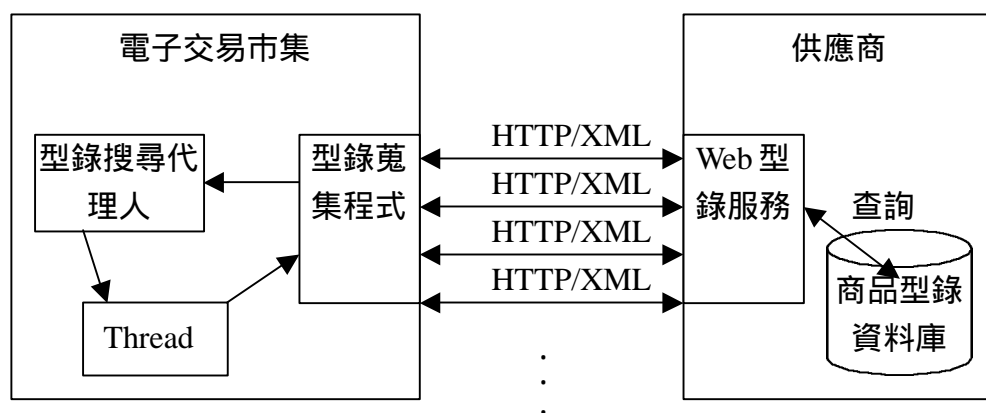 電子交易市集
型錄搜尋代
理人
Thread
型錄蒐
集程式
HTTP/XML
HTTP/XML
HTTP/XML
HTTP/XML
.
.
.
供應商
Web 型
錄服務
查詢
商品型錄
資料庫